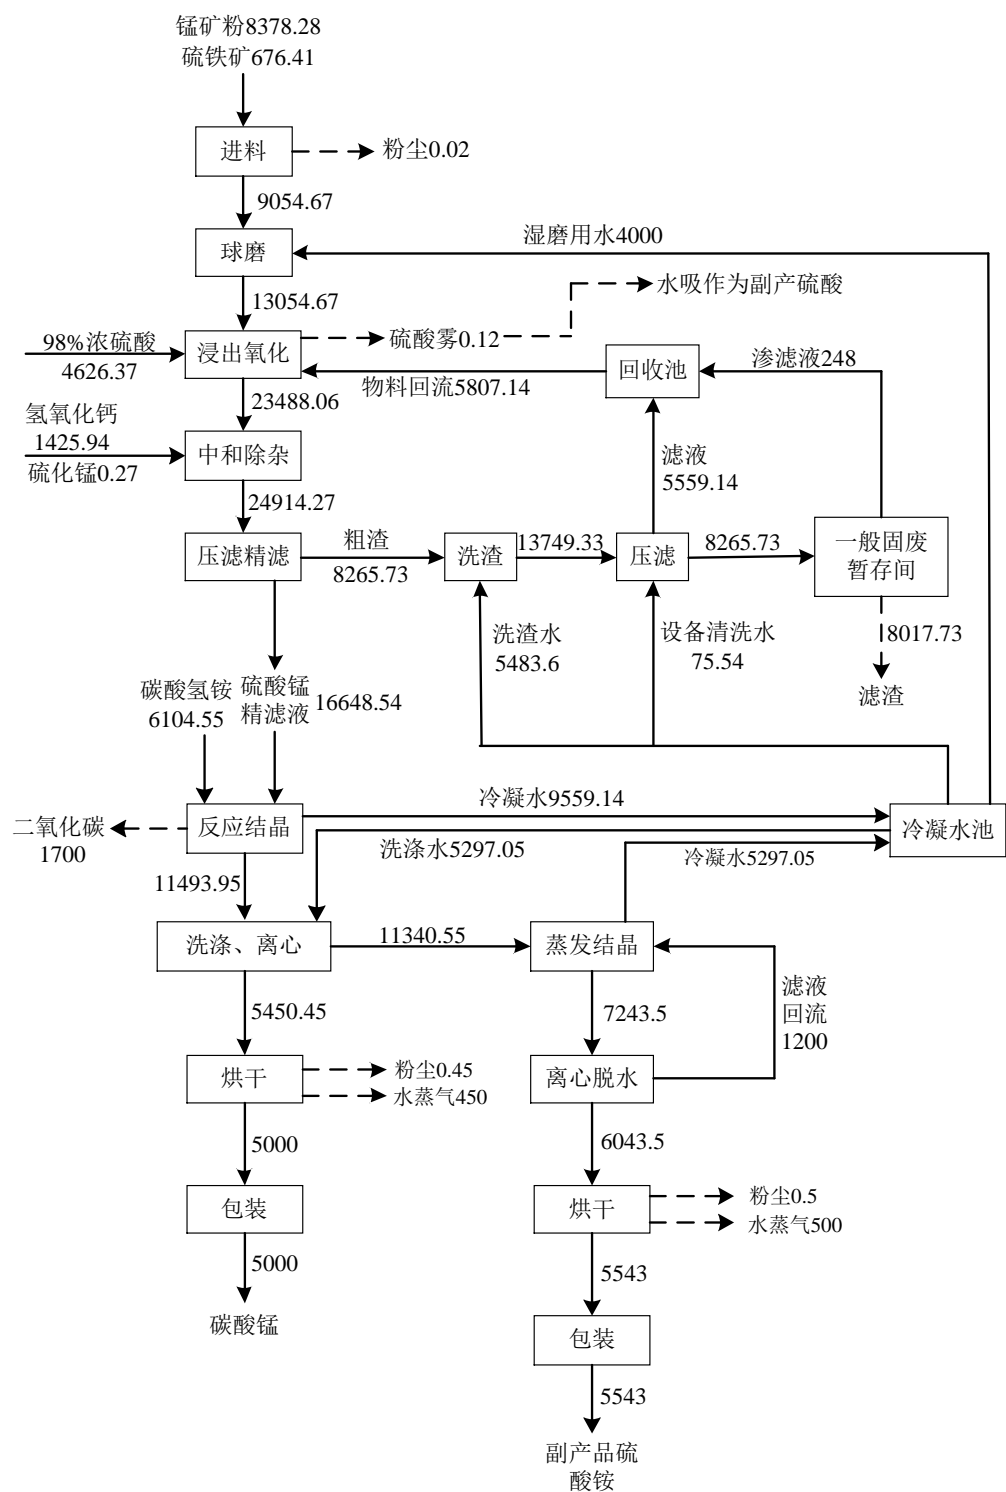 锰矿粉8378.28
硫铁矿676.41
进料
粉尘0.02
9054.67
湿磨用水4000
球磨
13054.67
水吸作为副产硫酸
98%浓硫酸
4626.37
浸出氧化
硫酸雾0.12
物料回流5807.14
回收池
渗滤液248
23488.06
氢氧化钙
1425.94
硫化锰0.27
中和除杂
滤液
5559.14
24914.27
压滤精滤
粗渣
8265.73
洗渣
13749.33
压滤
8265.73
一般固废
暂存间
洗渣水
5483.6
设备清洗水
75.54
8017.73
滤渣
碳酸氢铵
6104.55
硫酸锰
精滤液
16648.54
冷凝水9559.14
二氧化碳
1700
反应结晶
冷凝水池
洗涤水5297.05
冷凝水5297.05
11493.95
洗涤、离心
11340.55
蒸发结晶
5450.45
7243.5
滤液
回流
1200
烘干
粉尘0.45
水蒸气450
离心脱水
5000
6043.5
包装
烘干
粉尘0.5
水蒸气500
5000
5543
碳酸锰
包装
5543
副产品硫
酸铵